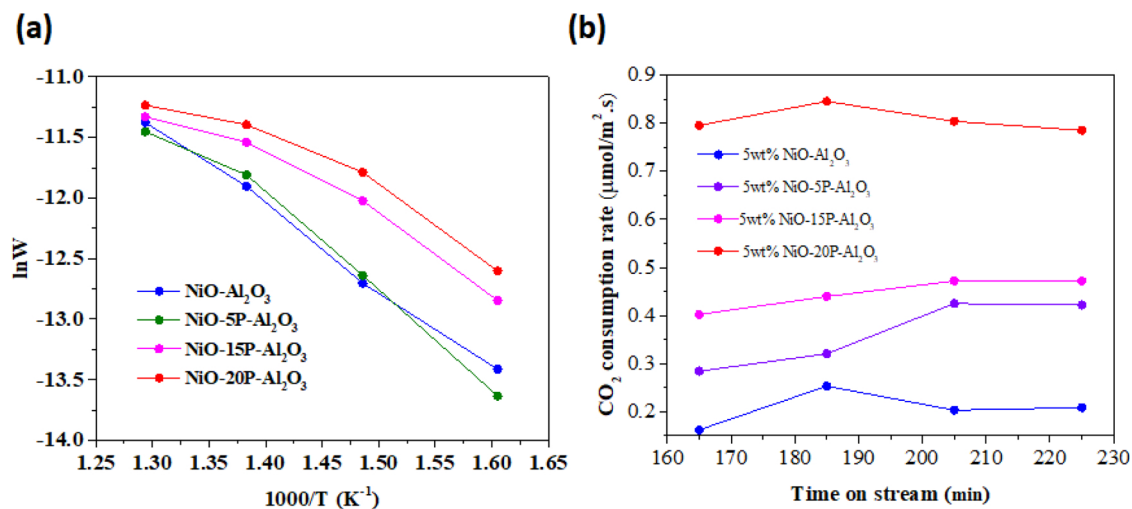 (a)
(b)
-11.0
-11.5
-12.0
-12.5
-13.0
-13.5
-14.0
lnW
NiO-Al₂O₃
NiO-5P-Al₂O₃
NiO-15P-Al₂O₃
NiO-20P-Al₂O₃
1.25 1.30 1.35 1.40 1.45 1.50 1.55 1.60 1.65
1000/T (K⁻¹)
0.9
0.8
0.7
0.6
0.5
0.4
0.3
0.2
CO₂ consumption rate (μmol/m².s)
5wt% NiO-Al₂O₃
5wt% NiO-5P-Al₂O₃
5wt% NiO-15P-Al₂O₃
5wt% NiO-20P-Al₂O₃
160 170 180 190 200 210 220 230
Time on stream (min)